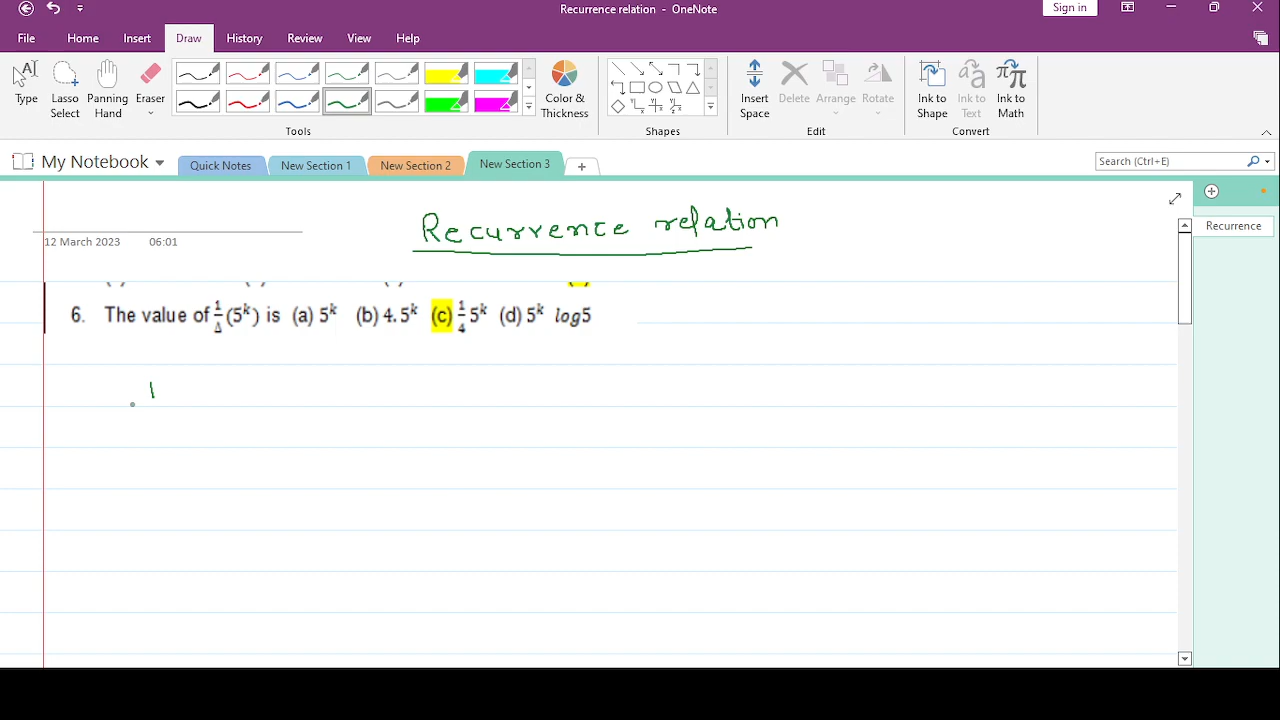 Recurrence relation - OneNote
Sign in
File Home Insert Draw History Review View Help
Type
Lasso Select
Panning Hand
Eraser
Color & Thickness
Insert Space
Delete
Arrange
Rotate
Ink to Shape
Ink to Text
Ink to Math
Tools
Shapes
Edit
Convert
My Notebook
Quick Notes
New Section 1
New Section 2
New Section 3
Search (Ctrl+E)
Recurrence relation
12 March 2023 06:01
Recurrence
6. The value of 1/Δ (5^k) is (a) 5^k (b) 4. 5^k (c) 1/4 5^k (d) 5^k log5
1